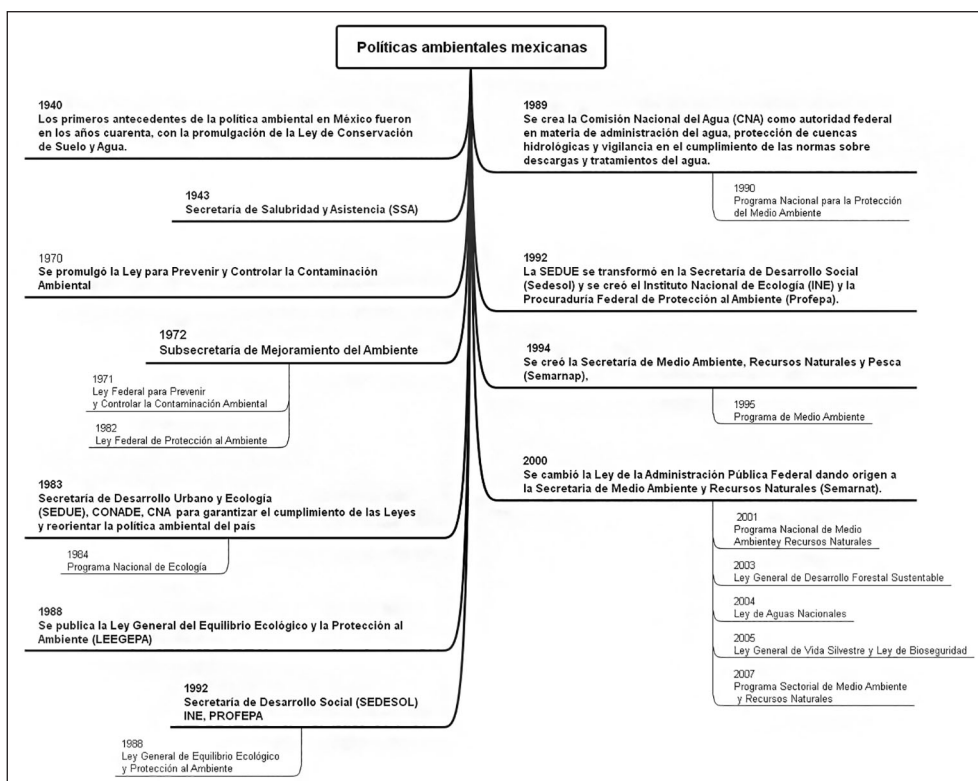 Políticas ambientales mexicanas
1940
Los primeros antecedentes de la política ambiental en México fueron
en los años cuarenta, con la promulgación de la Ley de Conservación
de Suelo y Agua.
1943
Secretaría de Salubridad y Asistencia (SSA)
1970
Se promulgó la Ley para Prevenir y Controlar la Contaminación
Ambiental
1972
Subsecretaría de Mejoramiento del Ambiente
1971
Ley Federal para Prevenir
y Controlar la Contaminación Ambiental
1982
Ley Federal de Protección al Ambiente
1983
Secretaría de Desarrollo Urbano y Ecología
(SEDUE), CONADE, CNA para garantizar el cumplimiento de las Leyes
y reorientar la política ambiental del país
1984
Programa Nacional de Ecología
1988
Se publica la Ley General del Equilibrio Ecológico y la Protección al
Ambiente (LEEGEPA)
1992
Secretaría de Desarrollo Social (SEDESOL)
INE, PROFEPA
1988
Ley General de Equilibrio Ecológico
y Protección al Ambiente
1989
Se crea la Comisión Nacional del Agua (CNA) como autoridad federal
en materia de administración del agua, protección de cuencas
hidrológicas y vigilancia en el cumplimiento de las normas sobre
descargas y tratamientos del agua.
1990
Programa Nacional para la Protección
del Medio Ambiente
1992
La SEDUE se transformó en la Secretaría de Desarrollo Social
(Sedesol) y se creó el Instituto Nacional de Ecología (INE) y la
Procuraduría Federal de Protección al Ambiente (Profepa).
1994
Se creó la Secretaría de Medio Ambiente, Recursos Naturales y Pesca
(Semarnap),
1995
Programa de Medio Ambiente
2000
Se cambió la Ley de la Administración Pública Federal dando origen a
la Secretaria de Medio Ambiente y Recursos Naturales (Semarnat).
2001
Programa Nacional de Medio
Ambientey Recursos Naturales
2003
Ley General de Desarrollo Forestal Sustentable
2004
Ley de Aguas Nacionales
2005
Ley General de Vida Silvestre y Ley de Bioseguridad
2007
Programa Sectorial de Medio Ambiente
y Recursos Naturales